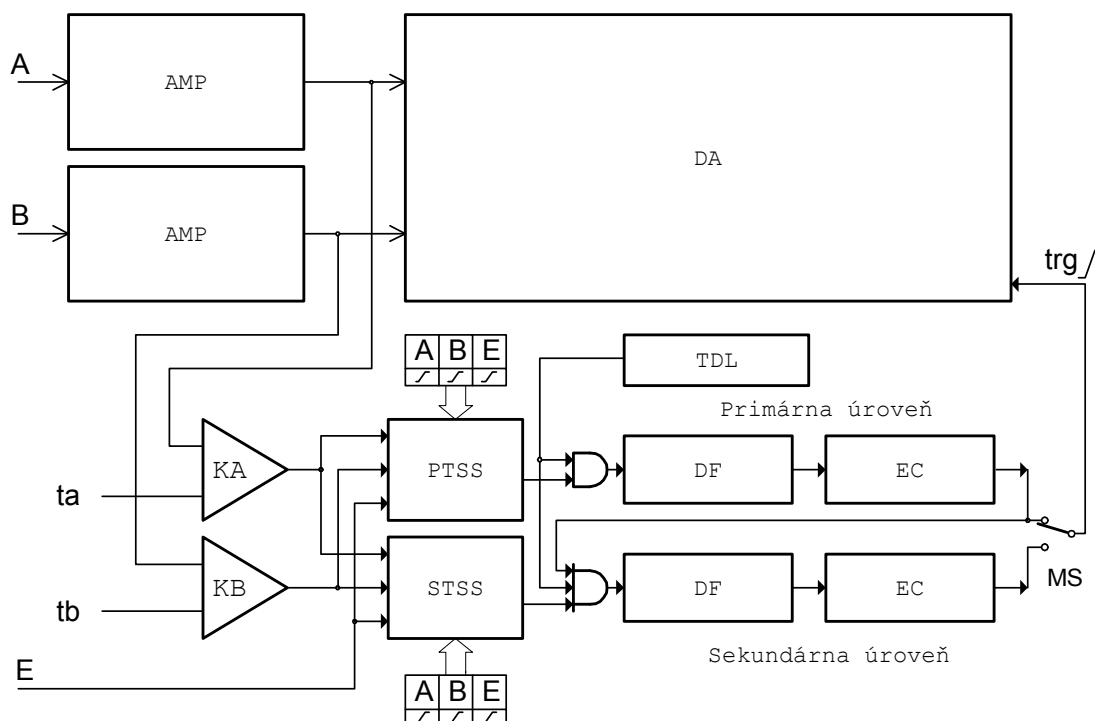 A
AMP
DA
B
AMP
trg
A B E
TDL
Primárna úroveň
KA
PTSS
DF
EC
ta
KB
STSS
DF
EC
MS
tb
Sekundárna úroveň
E
A B E